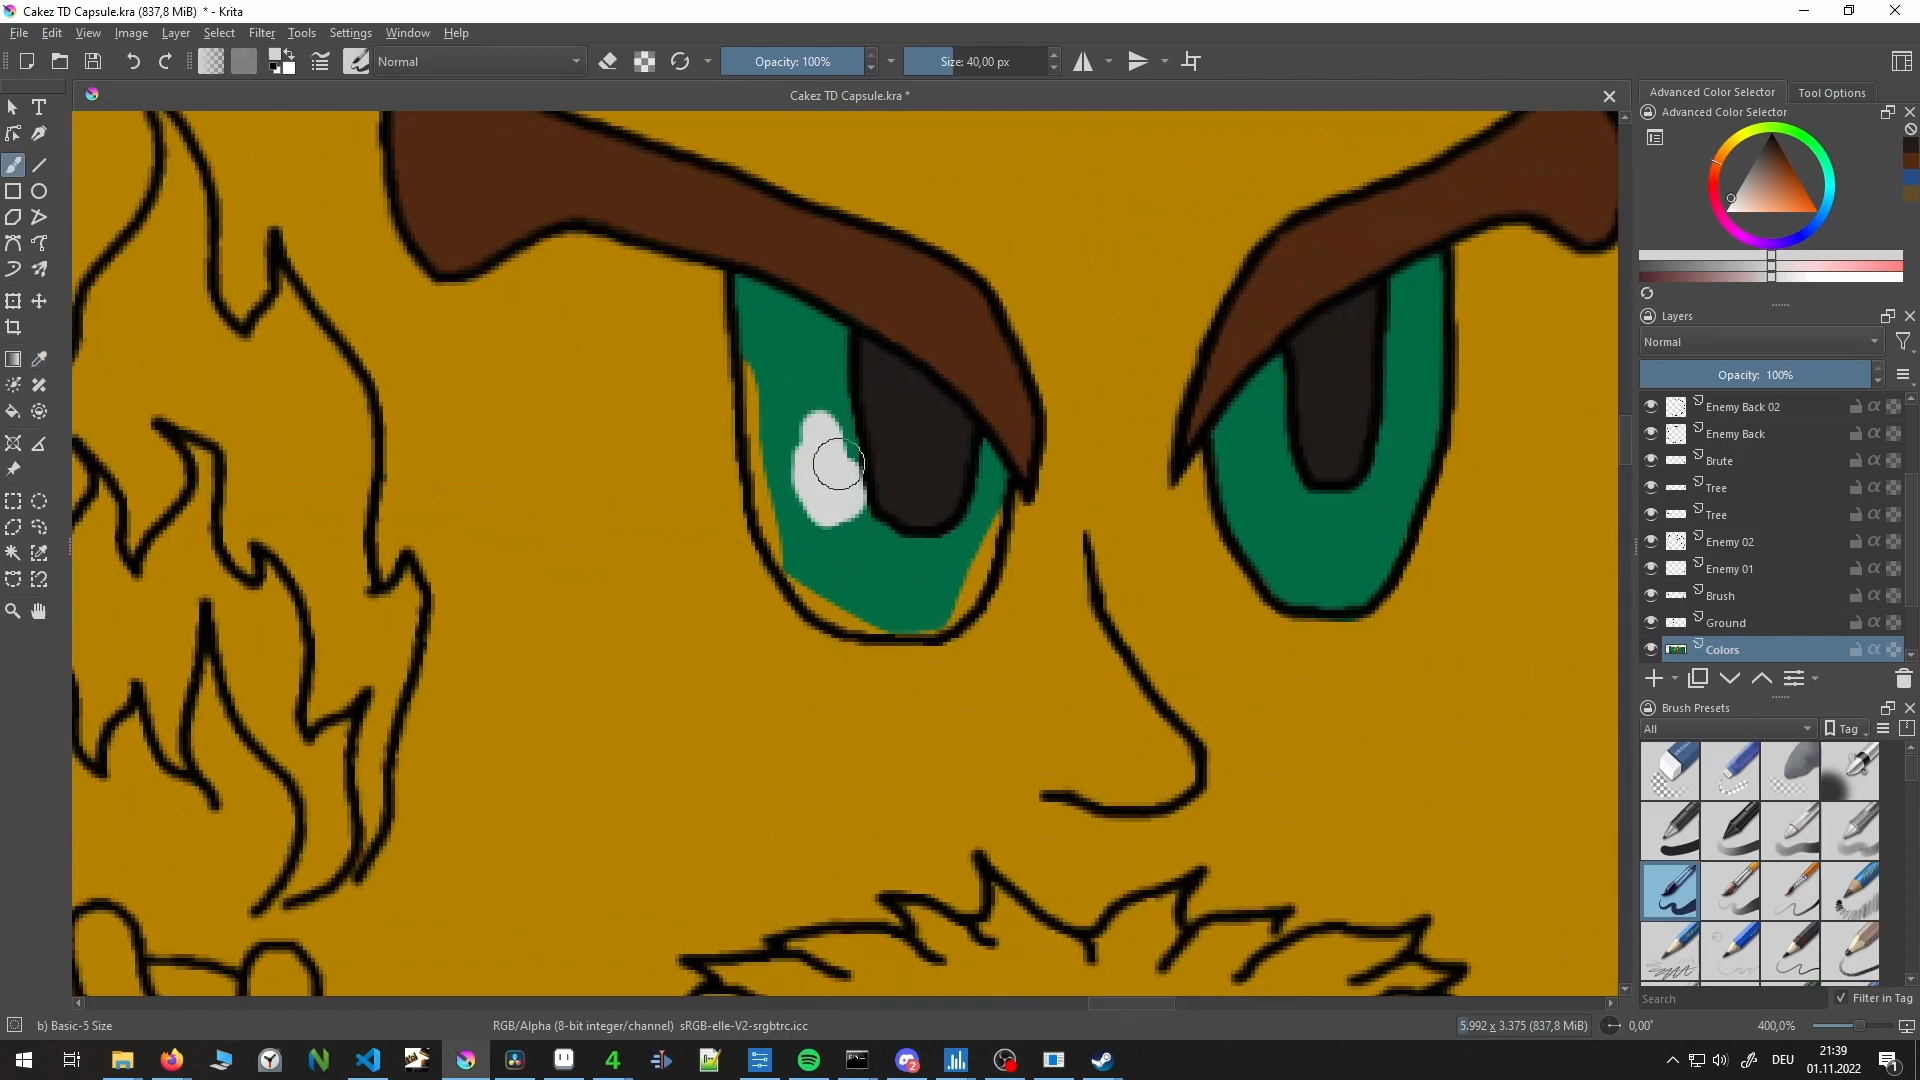 Cakez TD Capsule.kra (837,8 MiB) * - Krita
File Edit View Image Layer Select Filter Tools Settings Window Help
Normal
Opacity: 100%
Size: 40,00 px
Cakez TD Capsule.kra *
Advanced Color Selector
Tool Options
Advanced Color Selector
Layers
Normal
Opacity: 100%
Enemy Back 02
Enemy Back
Brute
Tree
Tree
Enemy 02
Enemy 01
Brush
Ground
Colors
Brush Presets
All
Tag
Search
Filter in Tag
b) Basic-5 Size
RGB/Alpha (8-bit integer/channel) sRGB-elle-V2-srgbtrc.icc
5.992 x 3.375 (837,8 MiB)
0,00°
400,0%
DEU
21:39
01.11.2022